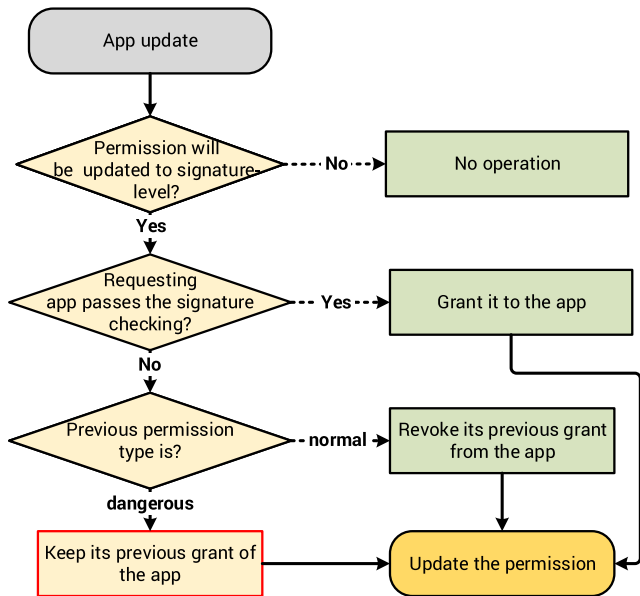 App update
Permission will
be updated to signature-
level?
No
No operation
Yes
Requesting
app passes the signature
checking?
Yes
Grant it to the app
No
Previous permission
type is?
normal
Revoke its previous grant
from the app
dangerous
Keep its previous grant of
the app
Update the permission